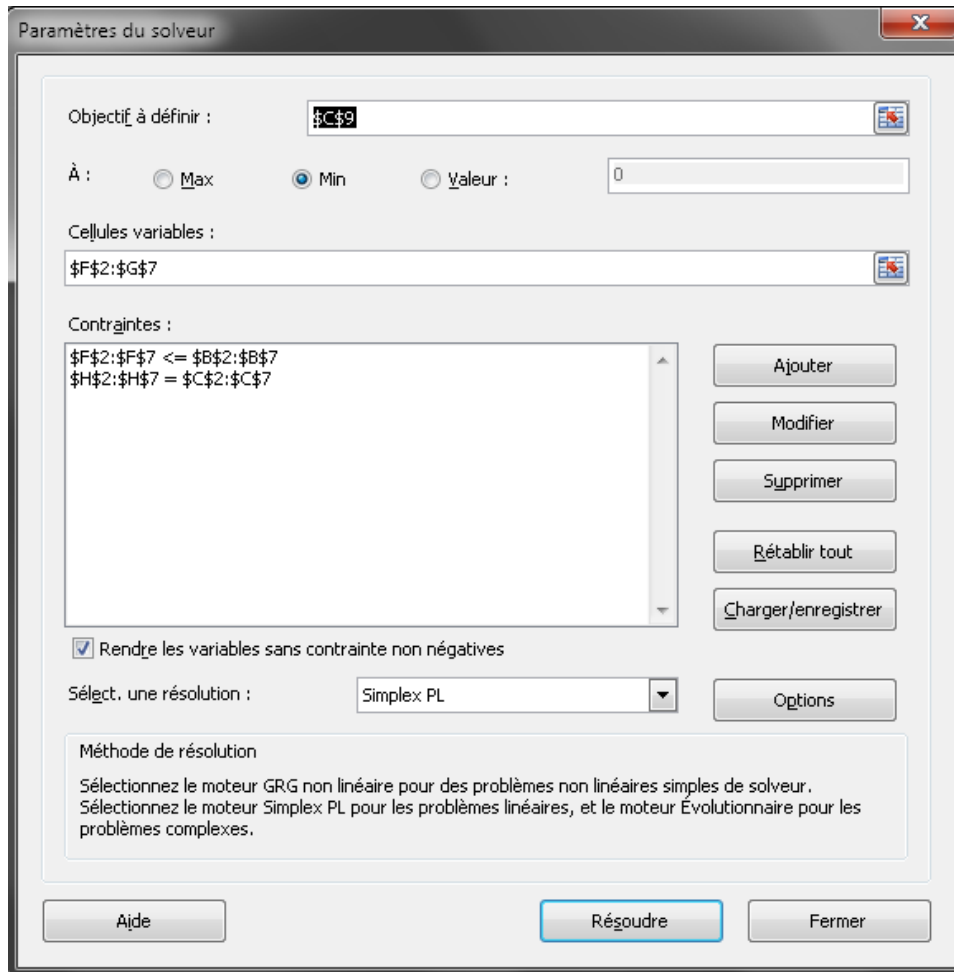 Paramètres du solveur
Objectif à définir :
$C$9
À :
Max
Min
Valeur :
0
Cellules variables :
$F$2:$G$7
Contraintes :
$F$2:$F$7 <= $B$2:$B$7
$H$2:$H$7 = $C$2:$C$7
Ajouter
Modifier
Supprimer
Rétablir tout
Charger/enregistrer
Rendre les variables sans contrainte non négatives
Sélect. une résolution :
Simplex PL
Options
Méthode de résolution
Sélectionnez le moteur GRG non linéaire pour des problèmes non linéaires simples de solveur.
Sélectionnez le moteur Simplex PL pour les problèmes linéaires, et le moteur Évolutionnaire pour les
problèmes complexes.
Aide
Résoudre
Fermer